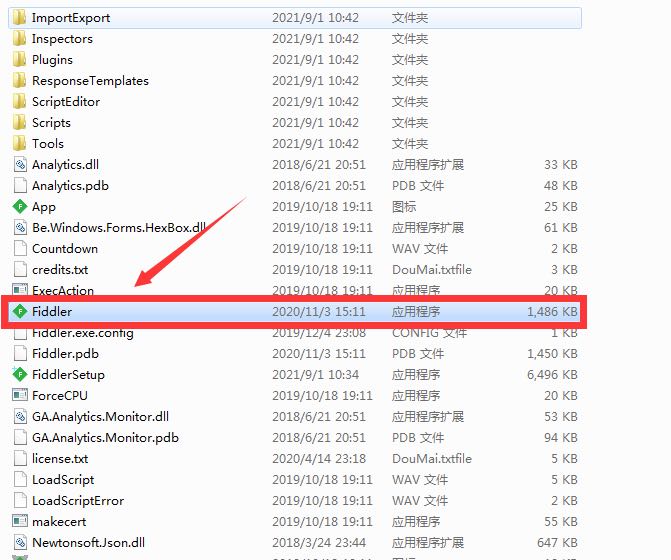 ImportExport 2021/9/1 10:42 文件夹
Inspectors 2021/9/1 10:42 文件夹
Plugins 2021/9/1 10:42 文件夹
ResponseTemplates 2021/9/1 10:42 文件夹
ScriptEditor 2021/9/1 10:42 文件夹
Scripts 2021/9/1 10:42 文件夹
Tools 2021/9/1 10:42 文件夹
Analytics.dll 2018/6/21 20:51 应用程序扩展 33 KB
Analytics.pdb 2018/6/21 20:51 PDB 文件 48 KB
App 2019/10/18 19:11 图标 25 KB
Be.Windows.Forms.HexBox.dll 2019/10/18 19:11 应用程序扩展 61 KB
Countdown 2019/10/18 19:11 WAV 文件 2 KB
credits.txt 2019/10/18 19:11 DouMai.txtfile 3 KB
ExecAction 2019/10/18 19:11 应用程序 20 KB
Fiddler 2020/11/3 15:11 应用程序 1,486 KB
Fiddler.exe.config 2019/12/4 23:08 CONFIG 文件 1 KB
Fiddler.pdb 2020/11/3 15:11 PDB 文件 1,450 KB
FiddlerSetup 2021/9/1 10:34 应用程序 6,496 KB
ForceCPU 2019/10/18 19:11 应用程序 20 KB
GA.Analytics.Monitor.dll 2018/6/21 20:51 应用程序扩展 53 KB
GA.Analytics.Monitor.pdb 2018/6/21 20:51 PDB 文件 94 KB
license.txt 2020/4/14 23:18 DouMai.txtfile 5 KB
LoadScript 2019/10/18 19:11 WAV 文件 2 KB
LoadScriptError 2019/10/18 19:11 WAV 文件 2 KB
makecert 2019/10/18 19:11 应用程序 55 KB
Newtonsoft.Json.dll 2018/3/24 23:44 应用程序扩展 647 KB